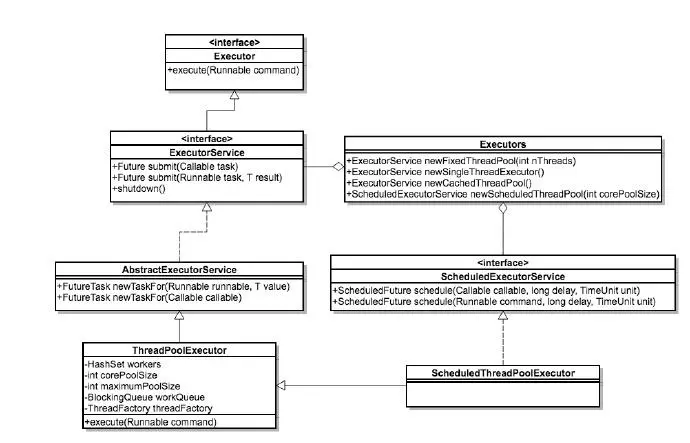 <interface>
Executor
+execute(Runnable command)
<interface>
ExecutorService
+Future submit(Callable task)
+Future submit(Runnable task, T result)
+shutdown()
Executors
+ExecutorService newFixedThreadPool(int nThreads)
+ExecutorService newSingleThreadExecutor()
+ExecutorService newCachedThreadPool()
+ScheduledExecutorService newScheduledThreadPool(int corePoolSize)
AbstractExecutorService
+FutureTask newTaskFor(Runnable runnable, T value)
+FutureTask newTaskFor(Callable callable)
<interface>
ScheduledExecutorService
+ScheduledFuture schedule(Callable callable, long delay, TimeUnit unit)
+ScheduledFuture schedule(Runnable command, long delay, TimeUnit unit)
ThreadPoolExecutor
-HashSet workers
-int corePoolSize
-int maximumPoolSize
-BlockingQueue workQueue
-ThreadFactory threadFactory
+execute(Runnable command)
ScheduledThreadPoolExecutor